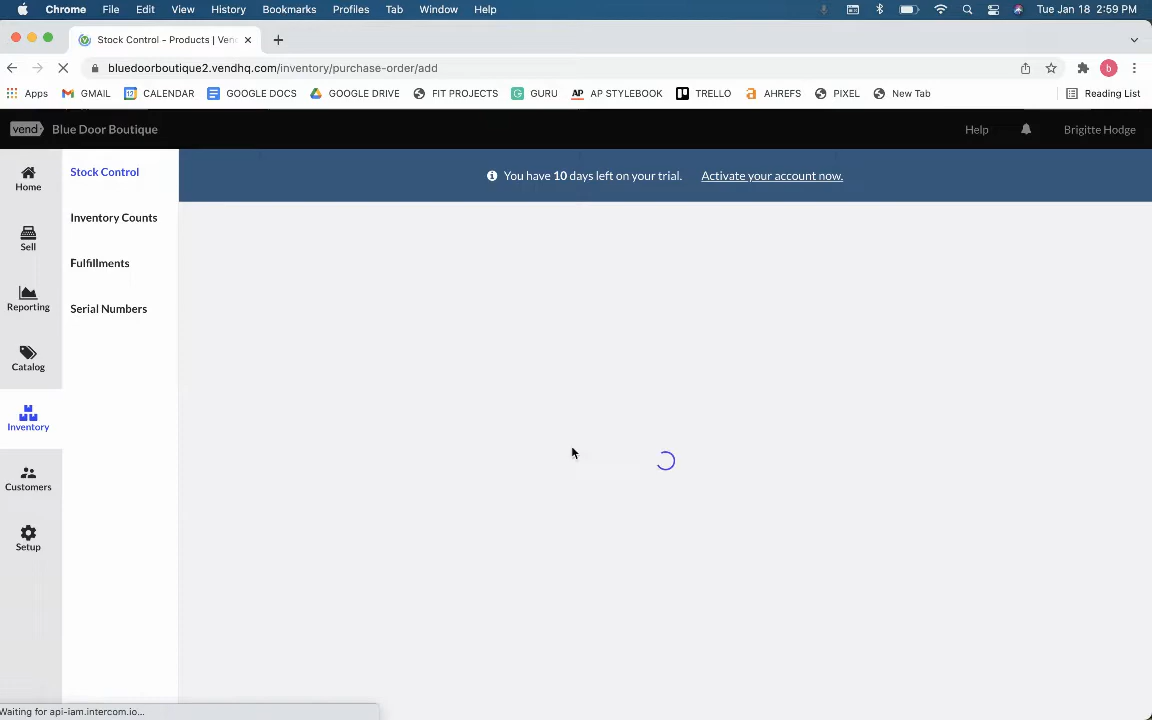 Chrome File Edit View History Bookmarks Profiles Tab Window Help Tue Jan 18 2:59 PM
Stock Control - Products | Ven
bluedoorboutique2.vendhq.com/inventory/purchase-order/add
Apps GMAIL CALENDAR GOOGLE DOCS GOOGLE DRIVE FIT PROJECTS GURU AP AP STYLEBOOK TRELLO AHREFS PIXEL New Tab Reading List
vend Blue Door Boutique Help Brigitte Hodge
You have 10 days left on your trial. Activate your account now.
Home
Sell
Reporting
Catalog
Inventory
Customers
Setup
Stock Control
Inventory Counts
Fulfillments
Serial Numbers
Waiting for api-iam.intercom.io...